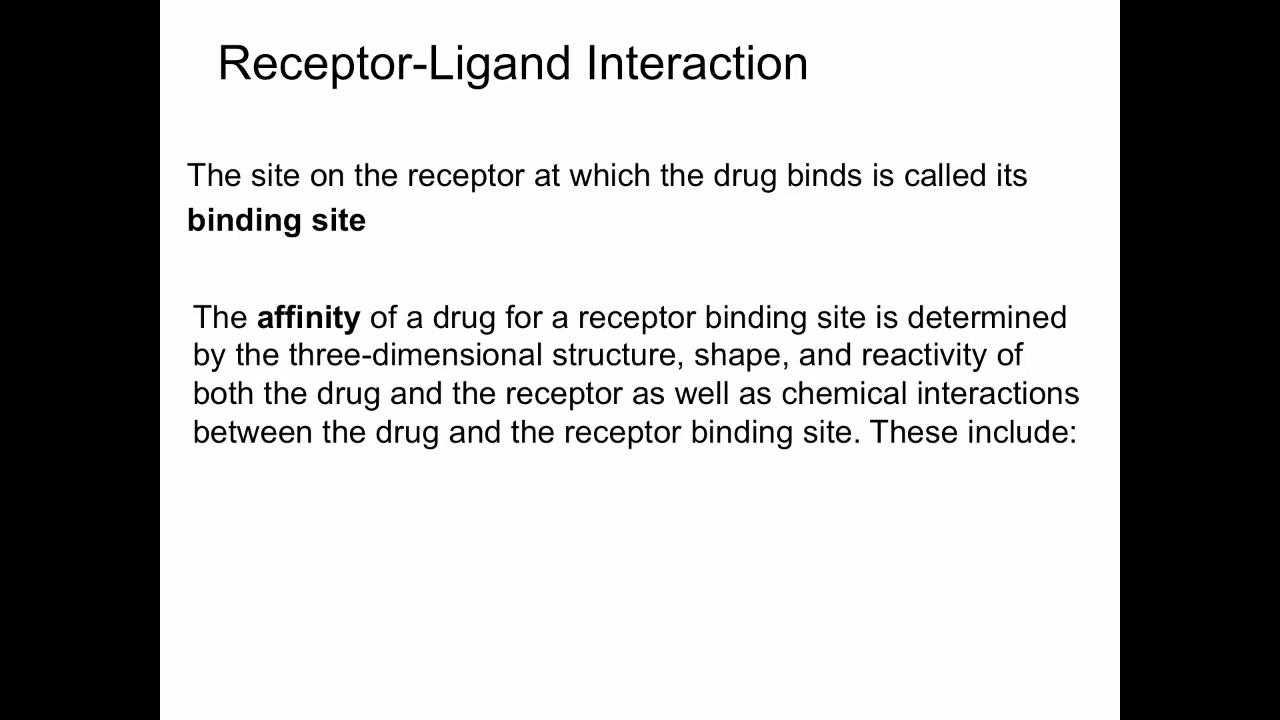 Receptor-Ligand Interaction
The site on the receptor at which the drug binds is called its
binding site
The affinity of a drug for a receptor binding site is determined
by the three-dimensional structure, shape, and reactivity of
both the drug and the receptor as well as chemical interactions
between the drug and the receptor binding site. These include: